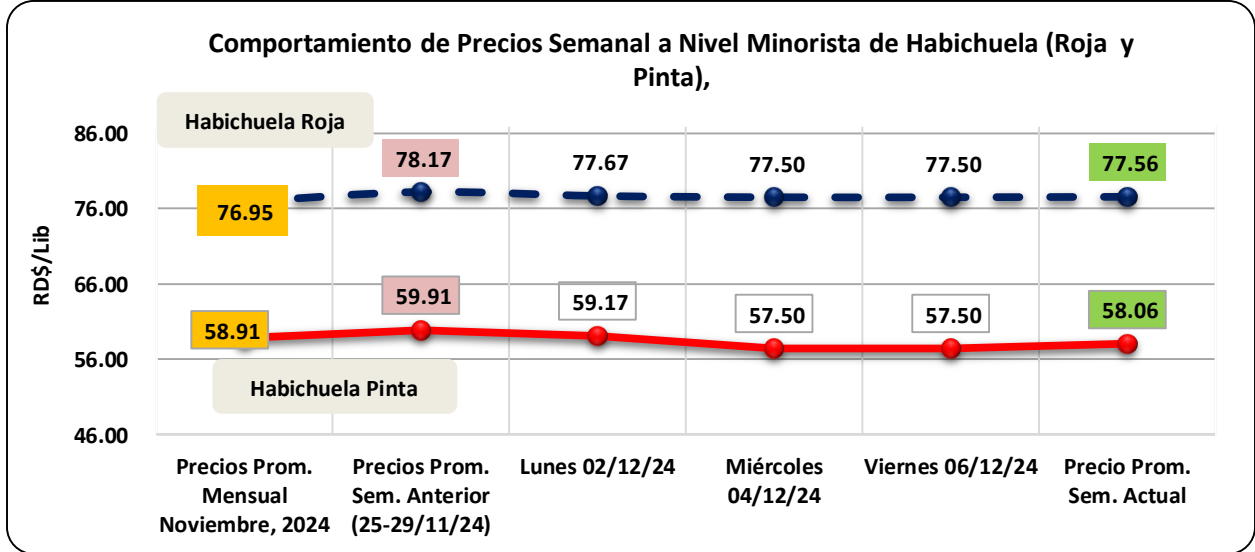 Comportamiento de Precios Semanal a Nivel Minorista de Habichuela (Roja y
Pinta),
Habichuela Roja
86.00
78.17
77.67
77.50
77.50
77.56
76.00
76.95
RD$/Lib
66.00
59.91
59.17
57.50
57.50
58.06
58.91
56.00
Habichuela Pinta
46.00
Precios Prom.
Mensual
Noviembre, 2024
Precios Prom.
Sem. Anterior
(25-29/11/24)
Lunes 02/12/24
Miércoles
04/12/24
Viernes 06/12/24
Precio Prom.
Sem. Actual